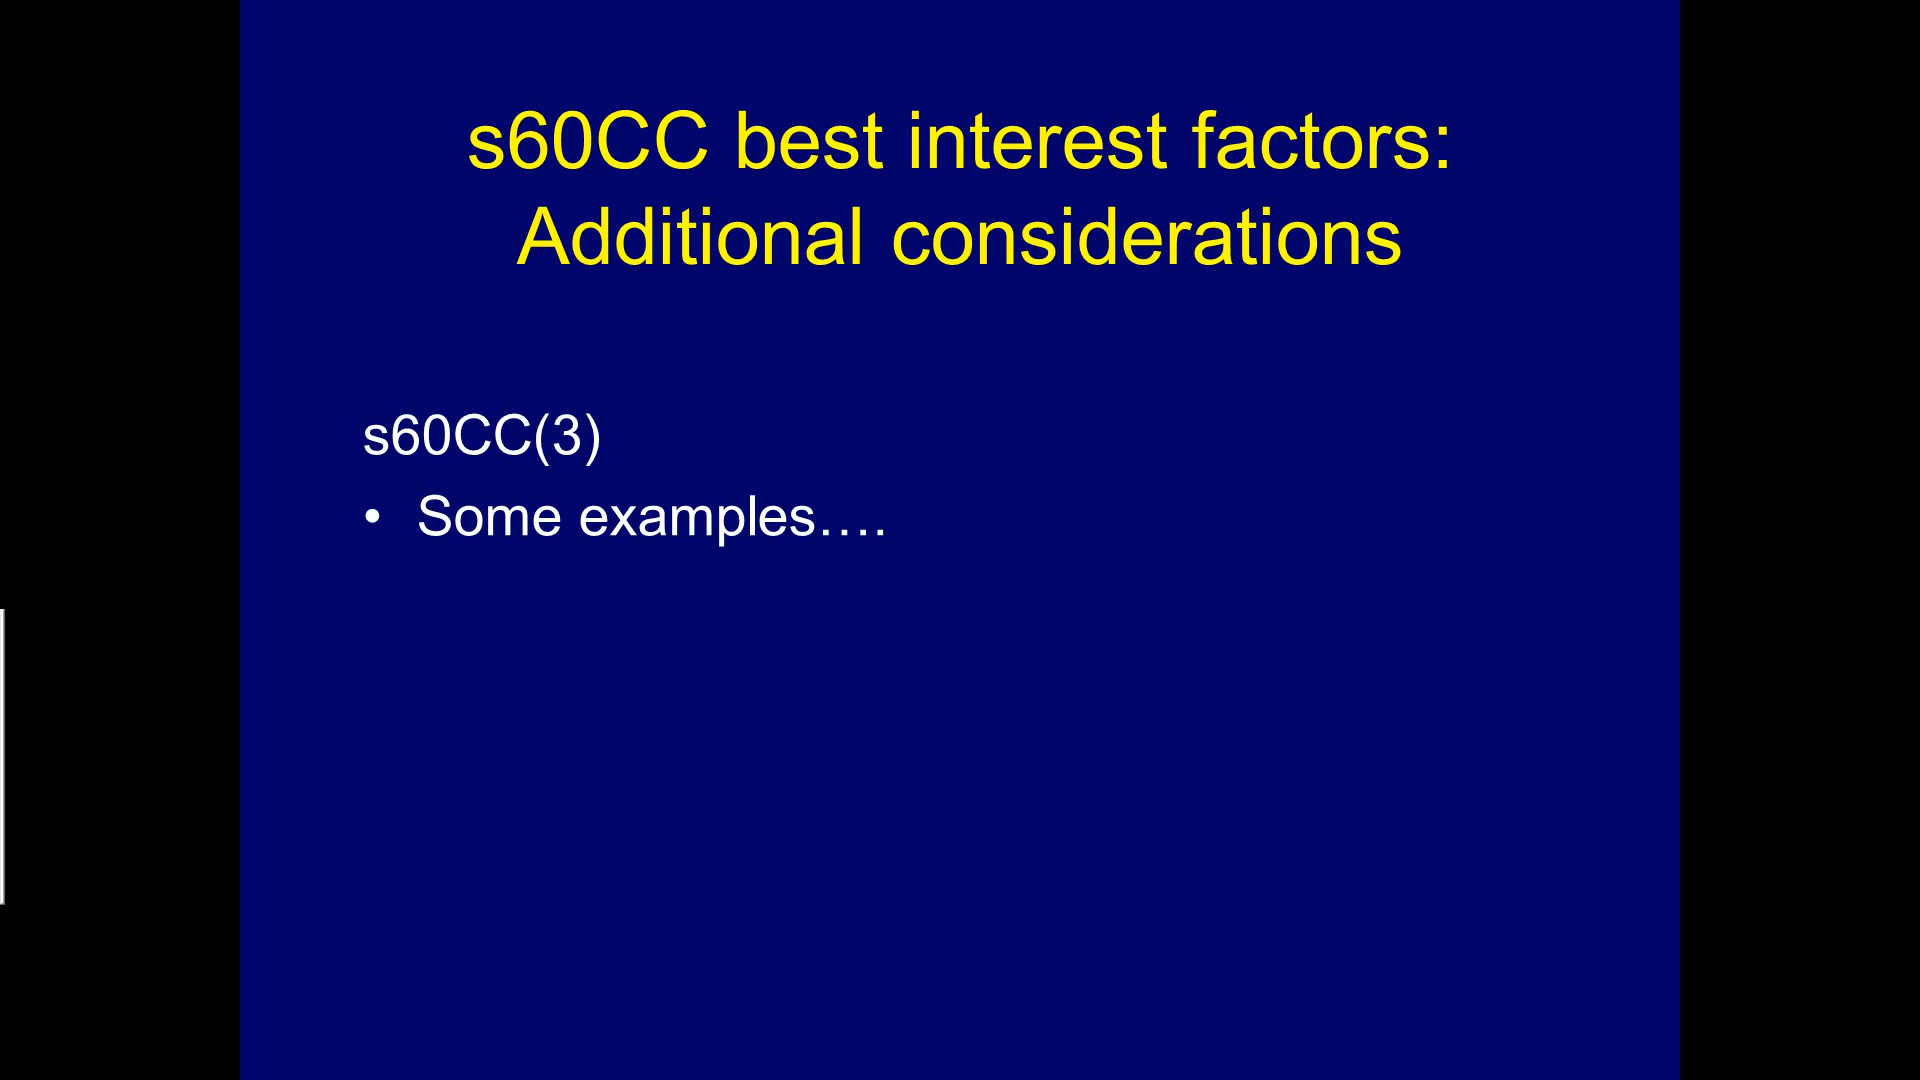 s60CC best interest factors:
Additional considerations
s60CC(3)
• Some examples….